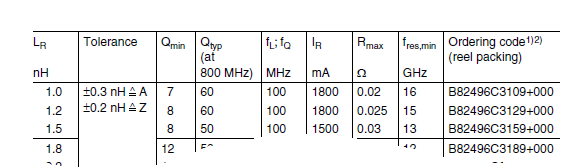 LR Tolerance Qmin Qtyp fL; fQ IR Rmax fres,min Ordering code1)2)
(at (reel packing)
nH 800 MHz) MHz mA Ω GHz
1.0 ±0.3 nH ≙ A 7 60 100 1800 0.02 16 B82496C3109+000
1.2 ±0.2 nH ≙ Z 8 60 100 1800 0.025 15 B82496C3129+000
1.5 8 50 100 1500 0.03 13 B82496C3159+000
1.8 12 B82496C3189+000